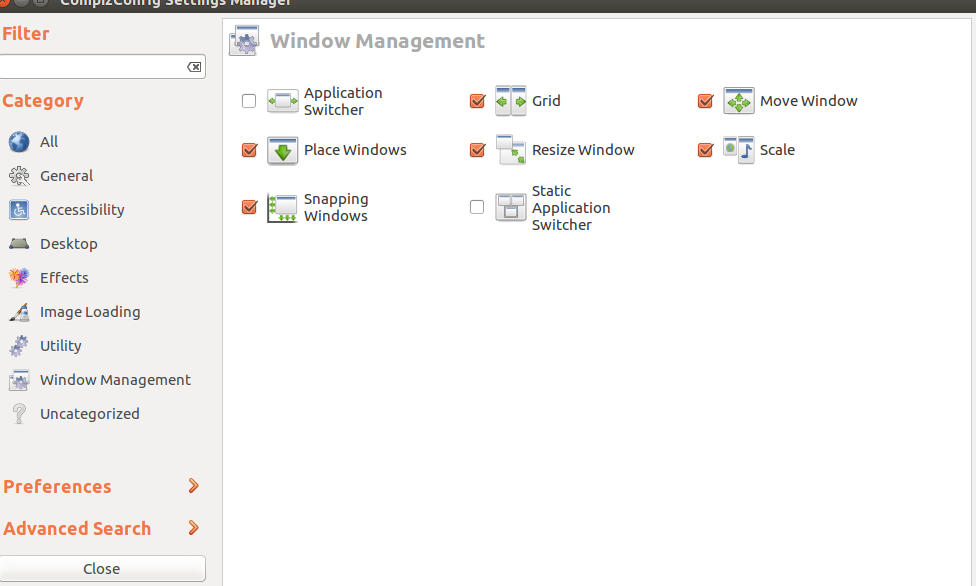 CompizConfig Settings Manager
Filter
Window Management
Category
Application
Switcher
Grid
Move Window
Place Windows
Resize Window
Scale
Snapping
Windows
Static
Application
Switcher
All
General
Accessibility
Desktop
Effects
Image Loading
Utility
Window Management
Uncategorized
Preferences
Advanced Search
Close